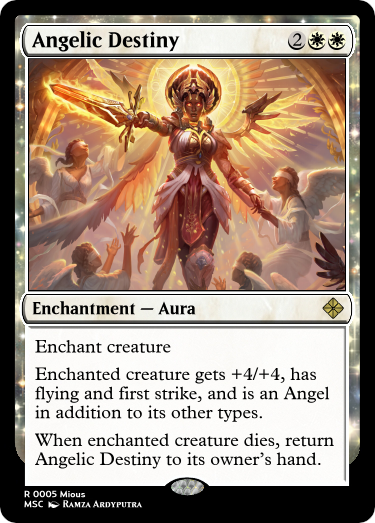 Angelic Destiny 2
Enchantment — Aura
Enchant creature
Enchanted creature gets +4/+4, has
flying and first strike, and is an Angel
in addition to its other types.
When enchanted creature dies, return
Angelic Destiny to its owner's hand.
R 0005 Mious
MSC Ramza Ardyputra